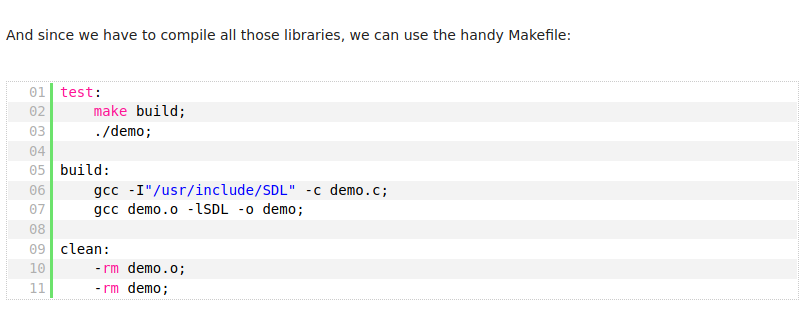 And since we have to compile all those libraries, we can use the handy Makefile:
01 test:
02     make build;
03     ./demo;
04
05 build:
06     gcc -I"/usr/include/SDL" -c demo.c;
07     gcc demo.o -lSDL -o demo;
08
09 clean:
10     -rm demo.o;
11     -rm demo;